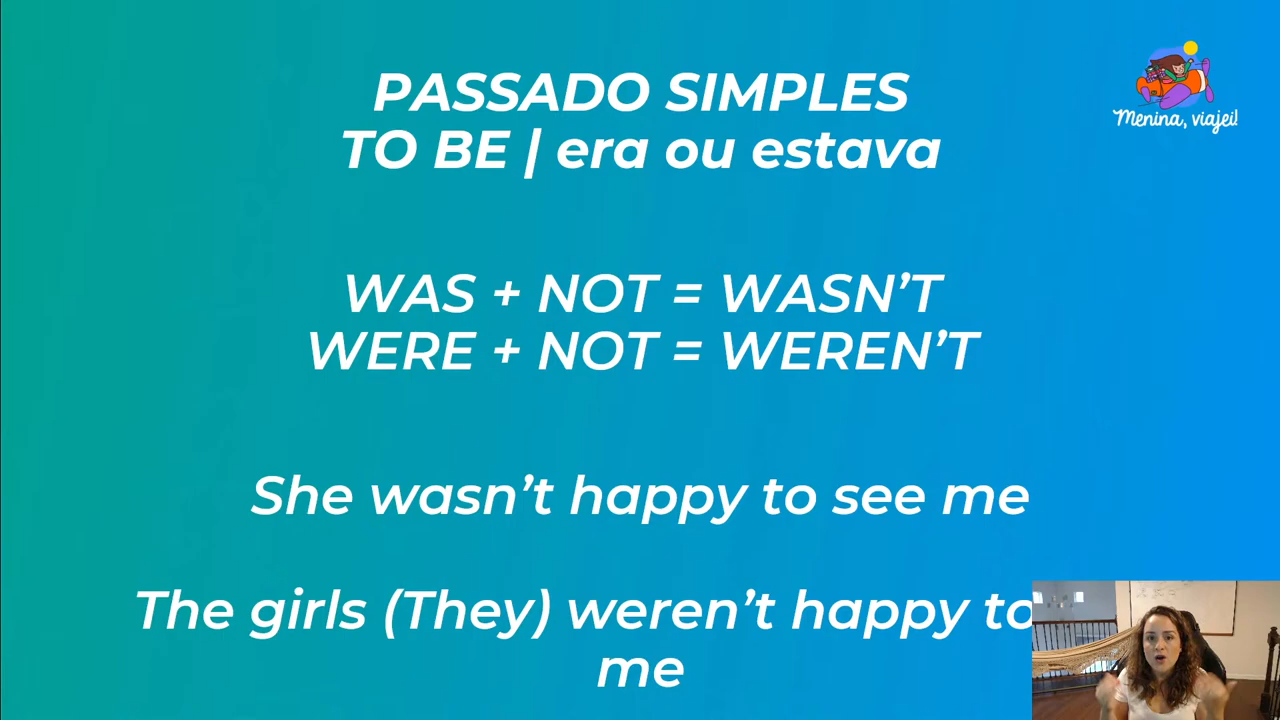 PASSADO SIMPLES
TO BE | era ou estava
Menina, viajei!
WAS + NOT = WASN’T
WERE + NOT = WEREN’T
She wasn’t happy to see me
The girls (They) weren’t happy to
me